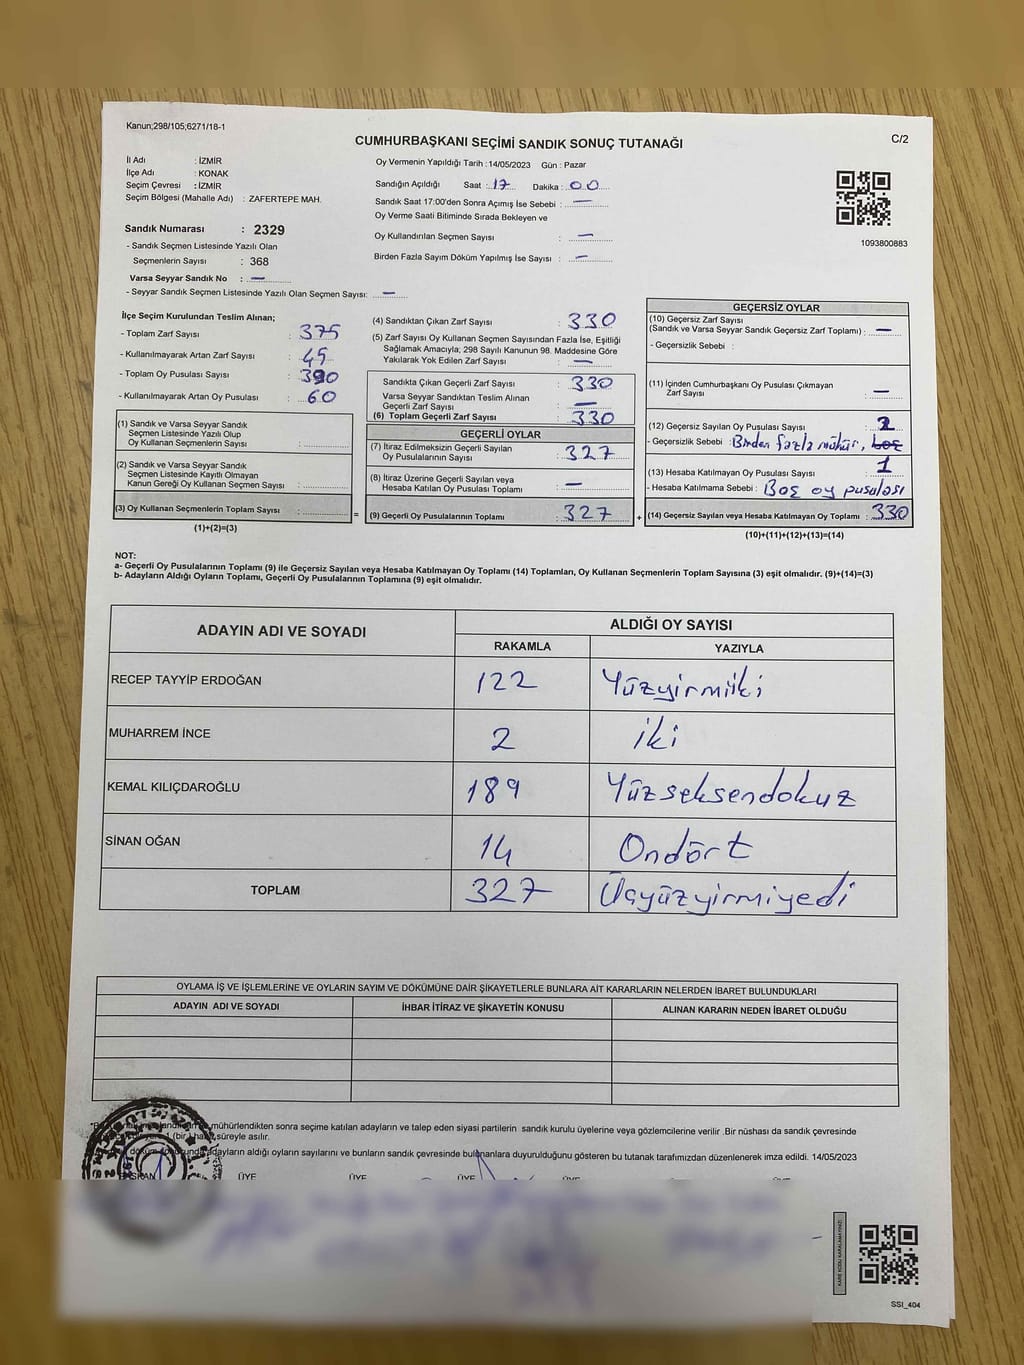 Kanun;298/105;6271/18-1
CUMHURBAŞKANI SEÇİMİ SANDIK SONUÇ TUTANAĞI
C/2
İl Adı : İZMİR
İlçe Adı : KONAK
Seçim Çevresi : İZMİR
Seçim Bölgesi (Mahalle Adı) : ZAFERTEPE MAH.
Sandık Numarası : 2329
- Sandık Seçmen Listesinde Yazılı Olan
Seçmenlerin Sayısı : 368
Varsa Seyyar Sandık No : —
- Seyyar Sandık Seçmen Listesinde Yazılı Olan Seçmen Sayısı: —
Oy Vermenin Yapıldığı Tarih :14/05/2023 Gün : Pazar
Sandığın Açıldığı Saat : 17 Dakika : 00
Sandık Saat 17:00'den Sonra Açımış İse Sebebi : —
Oy Verme Saati Bitiminde Sırada Bekleyen ve
Oy Kullandırılan Seçmen Sayısı : —
Birden Fazla Sayım Döküm Yapılmış İse Sayısı : —
1093800883
İlçe Seçim Kurulundan Teslim Alınan;
- Toplam Zarf Sayısı : 375
- Kullanılmayarak Artan Zarf Sayısı : 45
- Toplam Oy Pusulası Sayısı : 390
- Kullanılmayarak Artan Oy Pusulası : 60
(1) Sandık ve Varsa Seyyar Sandık
Seçmen Listesinde Yazılı Olup
Oy Kullanan Seçmenlerin Sayısı :
(2) Sandık ve Varsa Seyyar Sandık
Seçmen Listesinde Kayıtlı Olmayan
Kanun Gereği Oy Kullanan Seçmen Sayısı :
(3) Oy Kullanan Seçmenlerin Toplam Sayısı :
(1)+(2)=(3)
(4) Sandıktan Çıkan Zarf Sayısı : 330
(5) Zarf Sayısı Oy Kullanan Seçmen Sayısından Fazla İse, Eşitliği
Sağlamak Amacıyla; 298 Sayılı Kanunun 98. Maddesine Göre
Yakılarak Yok Edilen Zarf Sayısı : —
Sandıkta Çıkan Geçerli Zarf Sayısı : 330
Varsa Seyyar Sandıktan Teslim Alınan
Geçerli Zarf Sayısı : —
(6) Toplam Geçerli Zarf Sayısı : 330
GEÇERLİ OYLAR
(7) İtiraz Edilmeksizin Geçerli Sayılan
Oy Pusulalarının Sayısı : 327
(8) İtiraz Üzerine Geçerli Sayılan veya
Hesaba Katılan Oy Pusulası Toplamı : —
= (9) Geçerli Oy Pusulalarının Toplamı : 327 +
GEÇERSİZ OYLAR
(10) Geçersiz Zarf Sayısı
(Sandık ve Varsa Seyyar Sandık Geçersiz Zarf Toplamı) : —
- Geçersizlik Sebebi :
(11) İçinden Cumhurbaşkanı Oy Pusulası Çıkmayan
Zarf Sayısı : —
(12) Geçersiz Sayılan Oy Pusulası Sayısı : 2
- Geçersizlik Sebebi : Birden fazla mühür, boş
(13) Hesaba Katılmayan Oy Pusulası Sayısı : 1
- Hesaba Katılmama Sebebi : Boş oy pusulası
(14) Geçersiz Sayılan veya Hesaba Katılmayan Oy Toplamı : 330
(10)+(11)+(12)+(13)=(14)
NOT:
a- Geçerli Oy Pusulalarının Toplamı (9) ile Geçersiz Sayılan veya Hesaba Katılmayan Oy Toplamı (14) Toplamları, Oy Kullanan Seçmenlerin Toplam Sayısına (3) eşit olmalıdır. (9)+(14)=(3)
b- Adayların Aldığı Oyların Toplamı, Geçerli Oy Pusulalarının Toplamına (9) eşit olmalıdır.
ADAYIN ADI VE SOYADI ALDIĞI OY SAYISI
RAKAMLA YAZIYLA
RECEP TAYYİP ERDOĞAN 122 Yüzyirmiiki
MUHARREM İNCE 2 iki
KEMAL KILIÇDAROĞLU 189 Yüzseksendokuz
SİNAN OĞAN 14 Ondört
TOPLAM 327 Üçyüzyirmiyedi
OYLAMA İŞ VE İŞLEMLERİNE VE OYLARIN SAYIM VE DÖKÜMÜNE DAİR ŞİKAYETLERLE BUNLARA AİT KARARLARIN NELERDEN İBARET BULUNDUKLARI
ADAYIN ADI VE SOYADI İHBAR İTİRAZ VE ŞİKAYETİN KONUSU ALINAN KARARIN NEDEN İBARET OLDUĞU
mühürlendikten sonra seçime katılan adayların ve talep eden siyasi partilerin sandık kurulu üyelerine veya gözlemcilerine verilir .Bir nüshası da sandık çevresinde
(bir) hafta süreyle asılır.
adayların aldığı oyların sayılarını ve bunların sandık çevresinde bulunanlara duyurulduğunu gösteren bu tutanak tarafımızdan düzenlenerek imza edildi. 14/05/2023
BAŞKAN ÜYE ÜYE ÜYE ÜYE ÜYE
KARE KODU KARALAMAYINIZ!
SSI_404